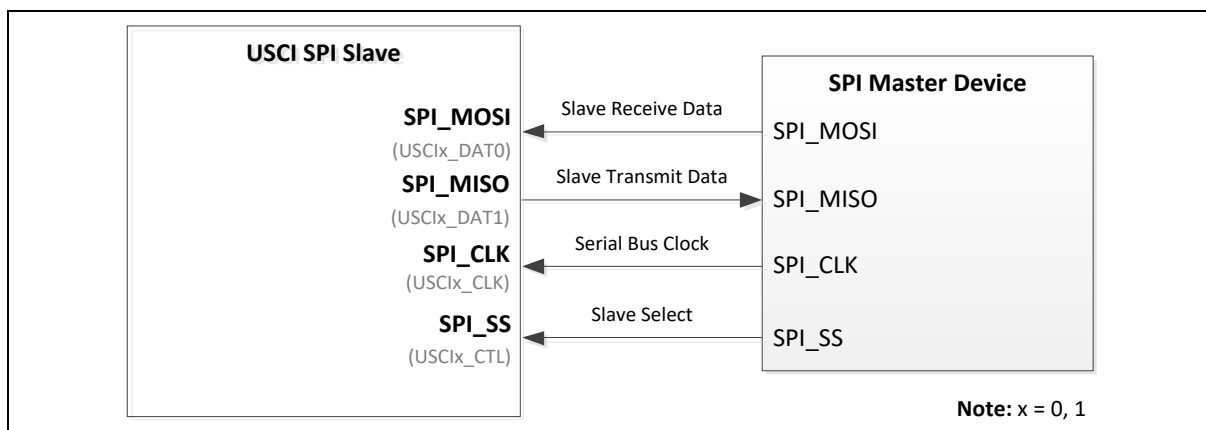 USCI SPI Slave
SPI Master Device
SPI_MOSI
(USCIx_DAT0)
Slave Receive Data
SPI_MOSI
SPI_MISO
(USCIx_DAT1)
Slave Transmit Data
SPI_MISO
SPI_CLK
(USCIx_CLK)
Serial Bus Clock
SPI_CLK
SPI_SS
(USCIx_CTL)
Slave Select
SPI_SS
Note: x = 0, 1